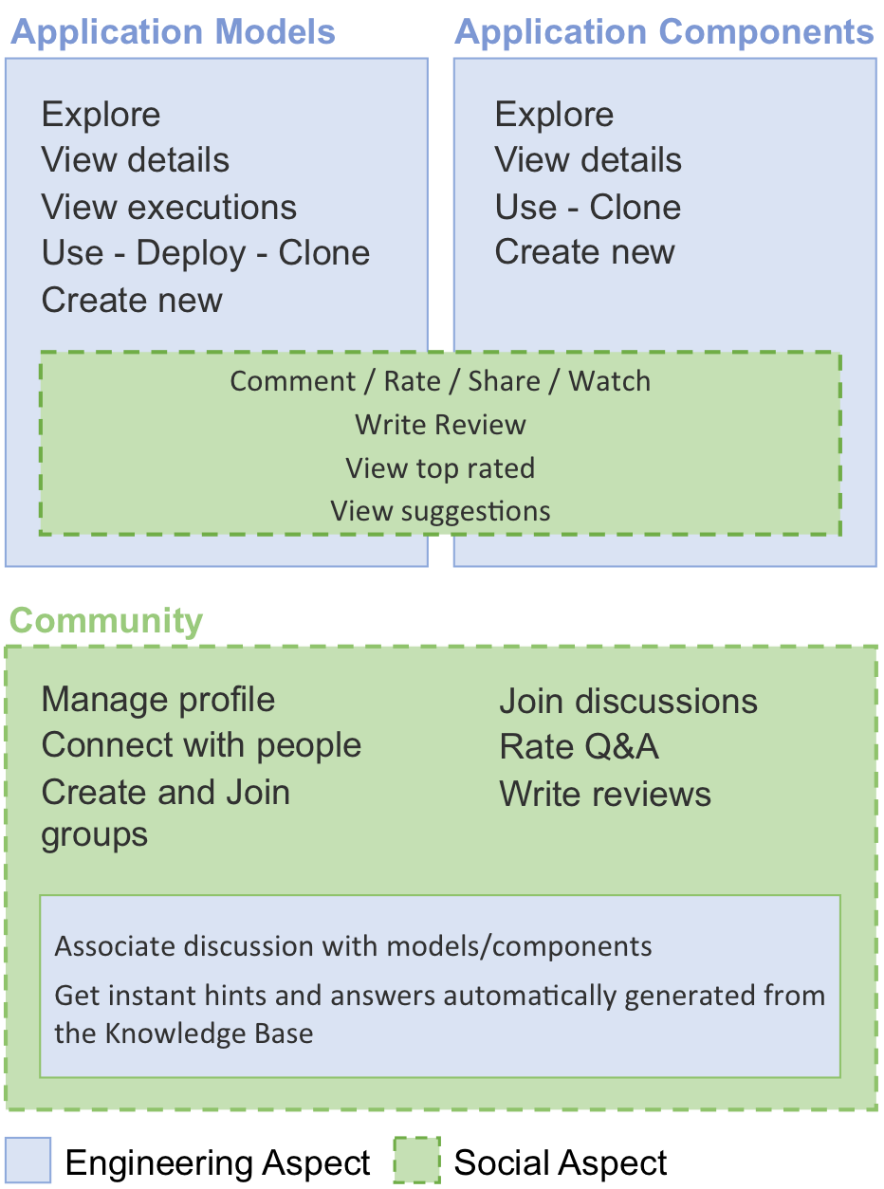 Application Models
Explore
View details
View executions
Use - Deploy - Clone
Create new
Application Components
Explore
View details
Use - Clone
Create new
Comment / Rate / Share / Watch
Write Review
View top rated
View suggestions
Community
Manage profile
Connect with people
Create and Join
groups
Join discussions
Rate Q&A
Write reviews
Associate discussion with models/components
Get instant hints and answers automatically generated from
the Knowledge Base
Engineering Aspect
Social Aspect